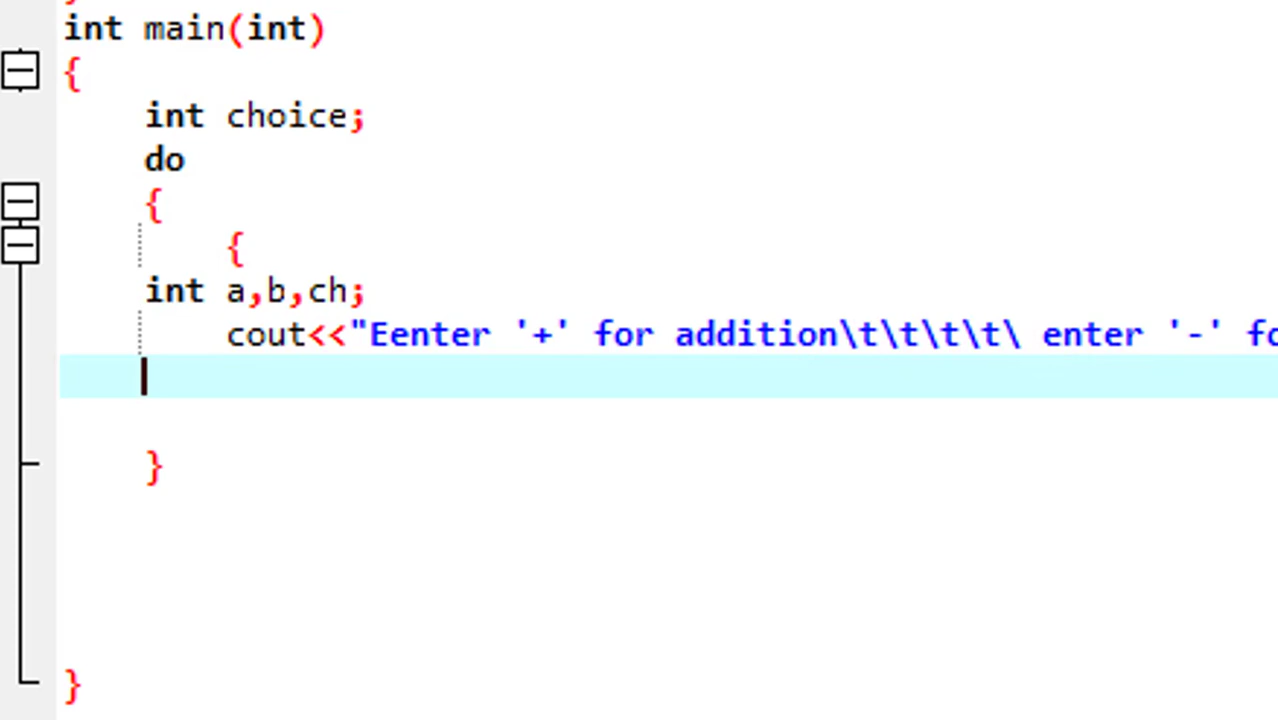 int main(int)
{
int choice;
do
{
{
int a,b,ch;
cout<<"Eenter '+' for addition\t\t\t\t\ enter '-' fo
}
}